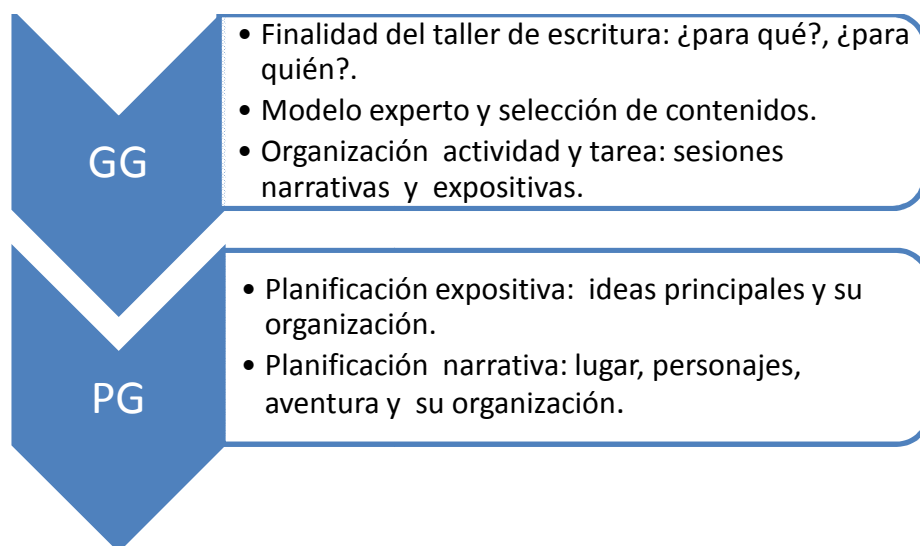 GG
• Finalidad del taller de escritura: ¿para qué?, ¿para
quién?.
• Modelo experto y selección de contenidos.
• Organización actividad y tarea: sesiones
narrativas y expositivas.
PG
• Planificación expositiva: ideas principales y su
organización.
• Planificación narrativa: lugar, personajes,
aventura y su organización.